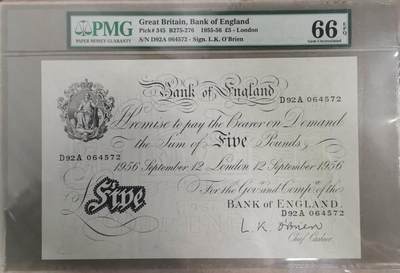 PMG
PAPER MONEY GUARANTY
Great Britain, Bank of England
Pick# 345 B275-276 1955-56 £5 - London
S/N D92A 064572 - Sign. L.K. O'Brien
66 EPQ
Gem Uncirculated
Bank of England
D92A 064572
I Promise to pay the Bearer on Demand
the Sum of Five Pounds
D92A 064572
1956 September 12 London 12 September 1956
For the Govr. and Compa. of the
BANK OF ENGLAND.
D92A 064572
Five
L. K. O'Brien
Chief Cashier